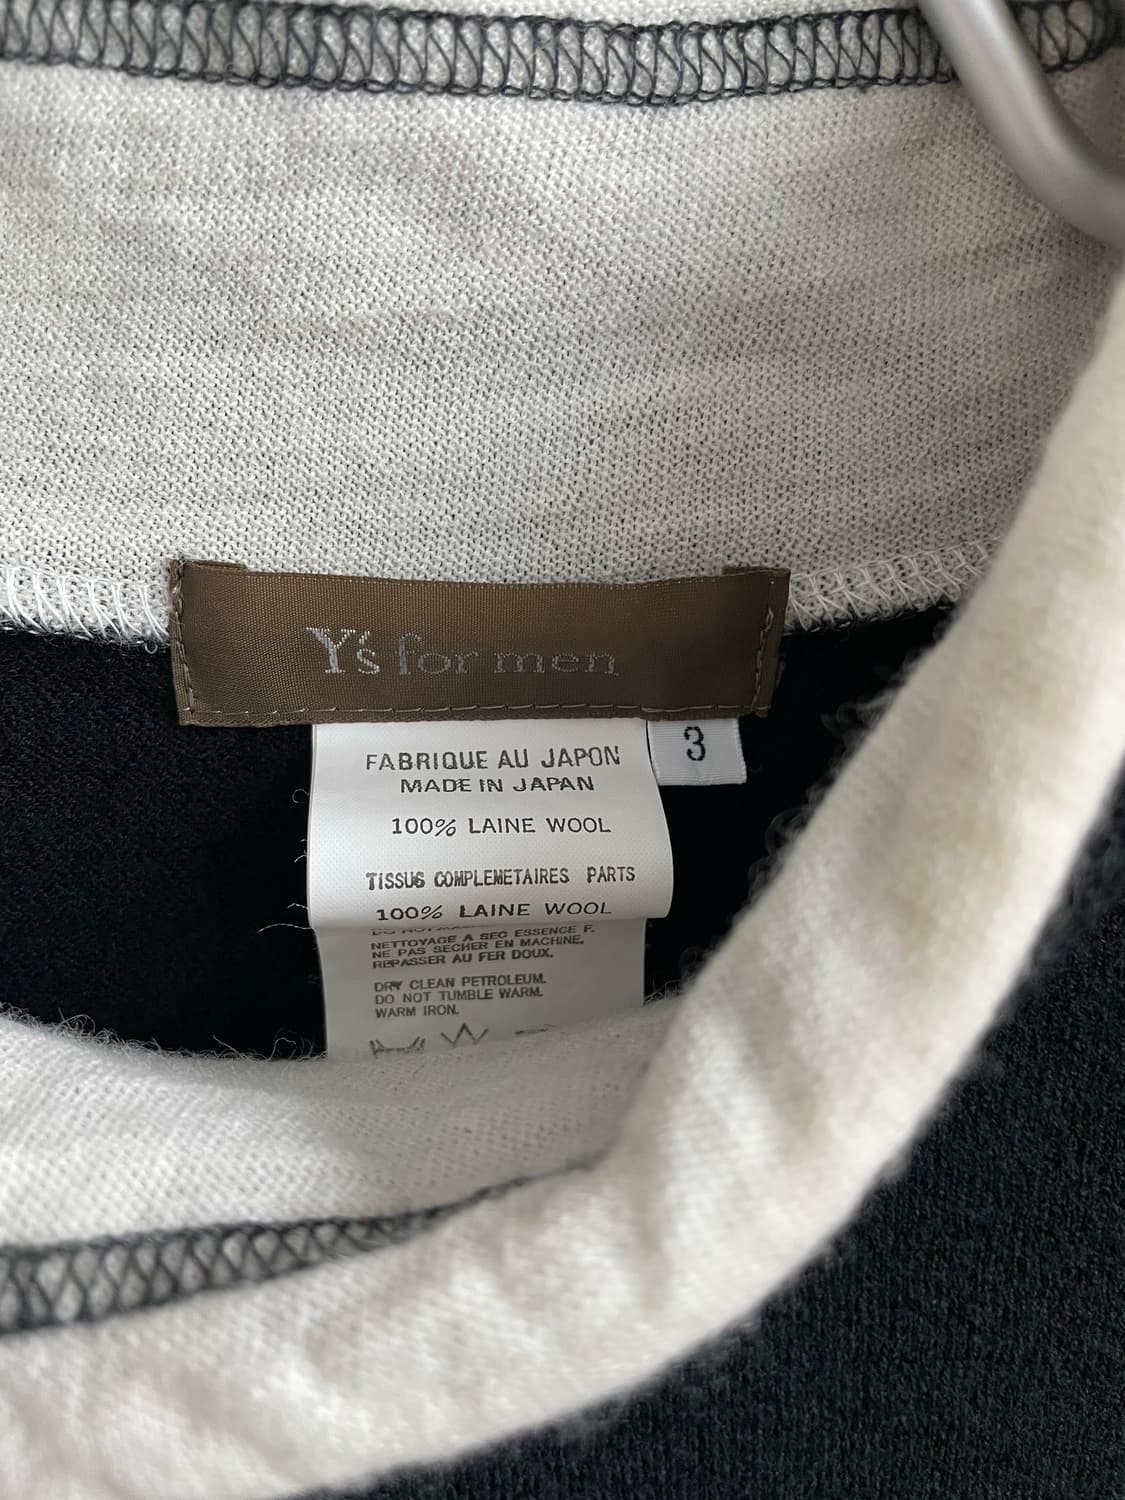 Y's for men
3
FABRIQUE AU JAPON
MADE IN JAPAN
100% LAINE WOOL
TISSUS COMPLEMETAIRES PARTS
100% LAINE WOOL
NETTOYAGE A SEC ESSENCE F.
NE PAS SECHER EN MACHINE.
REPASSER AU FER DOUX.
DRY CLEAN PETROLEUM.
DO NOT TUMBLE WARM.
WARM IRON.